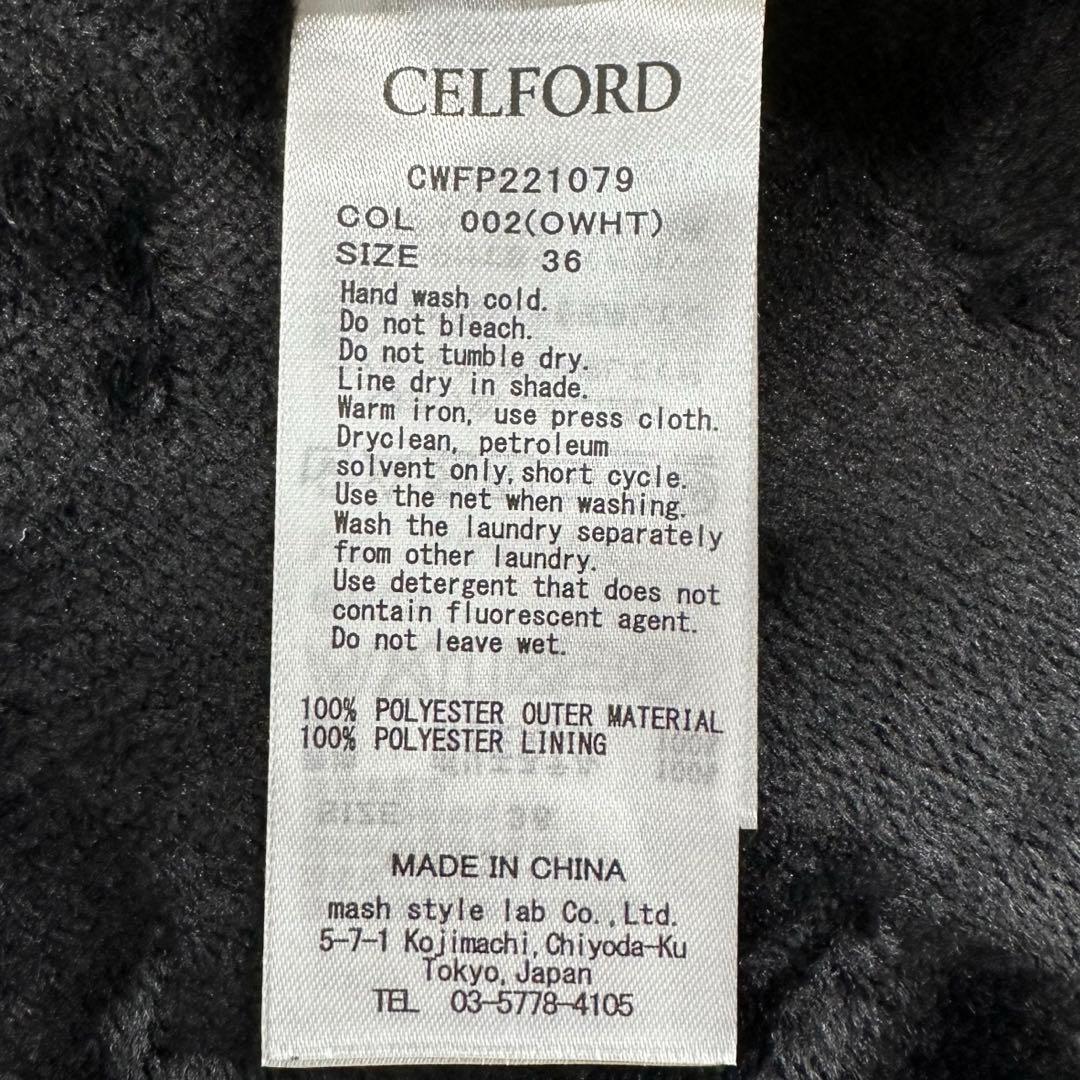 CELFORD
CWFP221079
COL 002(OWHT)
SIZE 36
Hand wash cold.
Do not bleach.
Do not tumble dry.
Line dry in shade.
Warm iron, use press cloth.
Dryclean, petroleum
solvent only, short cycle.
Use the net when washing.
Wash the laundry separately
from other laundry.
Use detergent that does not
contain fluorescent agent.
Do not leave wet.
100% POLYESTER OUTER MATERIAL
100% POLYESTER LINING
MADE IN CHINA
mash style lab Co.,Ltd.
5-7-1 Kojimachi,Chiyoda-Ku
Tokyo,Japan
TEL 03-5778-4105